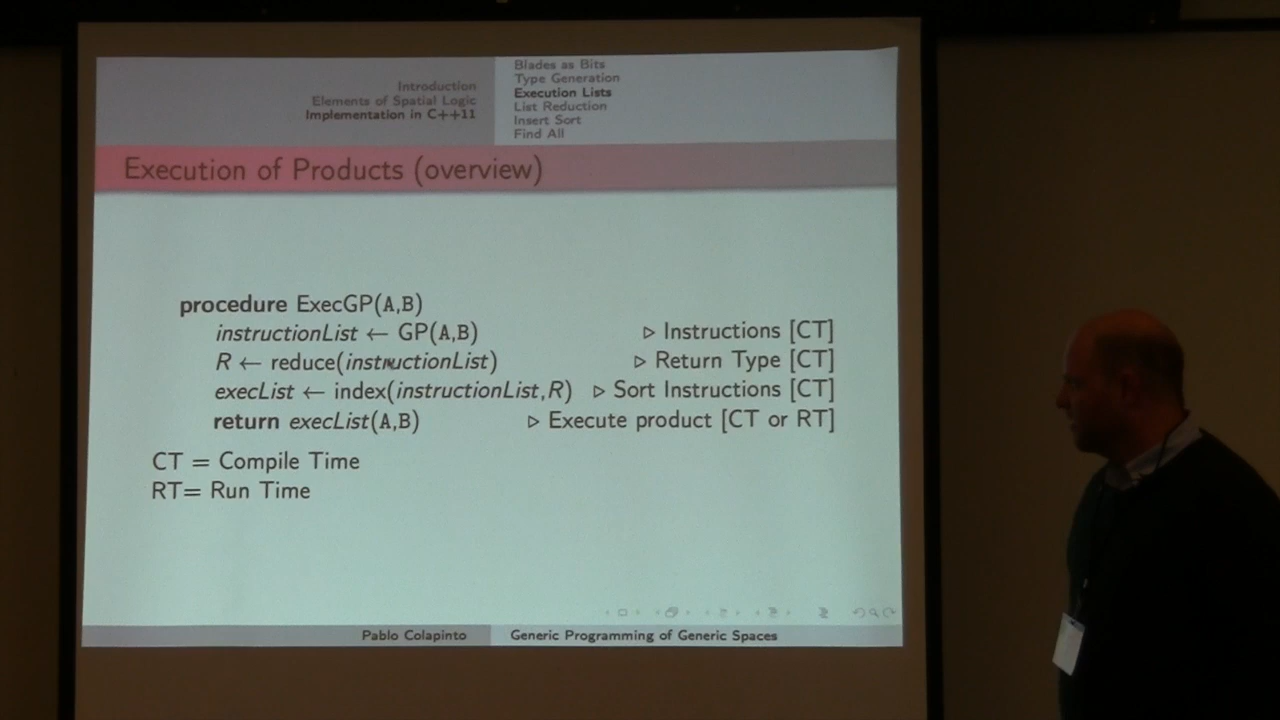 Introduction
Elements of Spatial Logic
Implementation in C++11
Blades as Bits
Type Generation
Execution Lists
List Reduction
Insert Sort
Find All
Execution of Products (overview)
procedure ExecGP(A,B)
instructionList ← GP(A,B) ▷ Instructions [CT]
R ← reduce(instructionList) ▷ Return Type [CT]
execList ← index(instructionList,R) ▷ Sort Instructions [CT]
return execList(A,B) ▷ Execute product [CT or RT]
CT = Compile Time
RT= Run Time
Pablo Colapinto Generic Programming of Generic Spaces